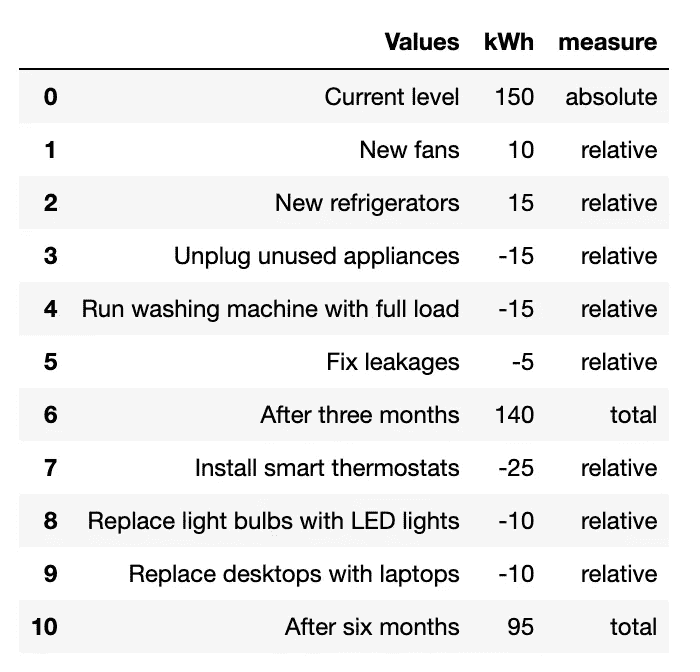 Values kWh measure
0 Current level 150 absolute
1 New fans 10 relative
2 New refrigerators 15 relative
3 Unplug unused appliances -15 relative
4 Run washing machine with full load -15 relative
5 Fix leakages -5 relative
6 After three months 140 total
7 Install smart thermostats -25 relative
8 Replace light bulbs with LED lights -10 relative
9 Replace desktops with laptops -10 relative
10 After six months 95 total